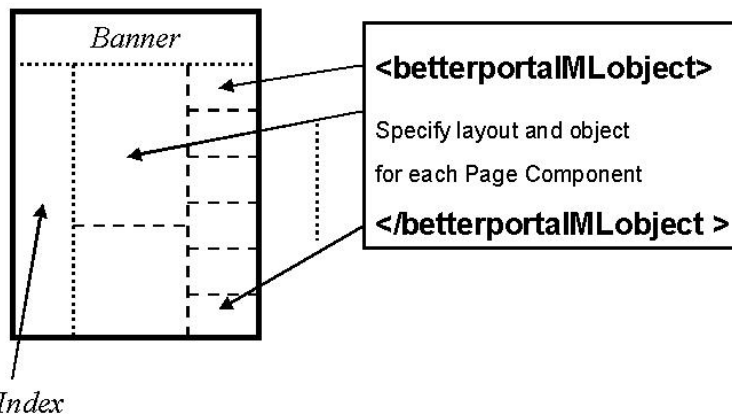 Banner
<betterportalMLobject>
Specify layout and object
for each Page Component
</betterportalMLobject >
Index